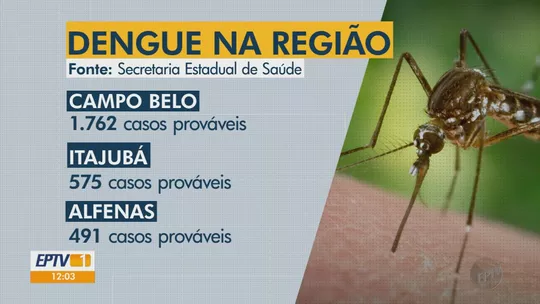 DENGUE NA REGIÃO
Fonte: Secretaria Estadual de Saúde
CAMPO BELO
1.762 casos prováveis
ITAJUBÁ
575 casos prováveis
ALFENAS
491 casos prováveis
EPTV 1
12:03